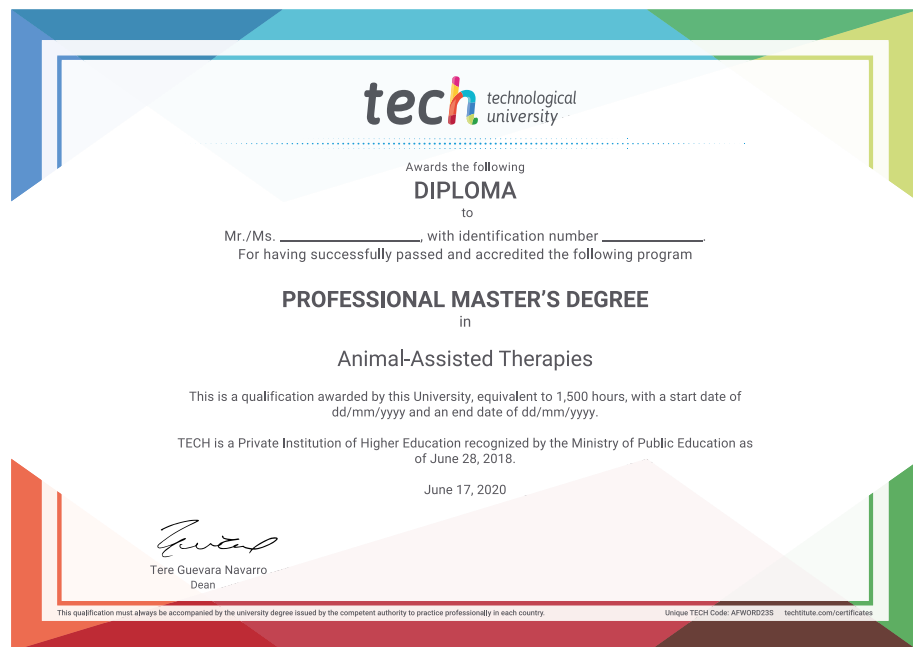 tech technological
university
Awards the following
DIPLOMA
to
Mr./Ms. ____________________, with identification number ______________.
For having successfully passed and accredited the following program
PROFESSIONAL MASTER'S DEGREE
in
Animal-Assisted Therapies
This is a qualification awarded by this University, equivalent to 1,500 hours, with a start date of
dd/mm/yyyy and an end date of dd/mm/yyyy.
TECH is a Private Institution of Higher Education recognized by the Ministry of Public Education as
of June 28, 2018.
June 17, 2020
Tere Guevara Navarro
Dean
This qualification must always be accompanied by the university degree issued by the competent authority to practice professionally in each country.
Unique TECH Code: AFWORD23S techtitute.com/certificates